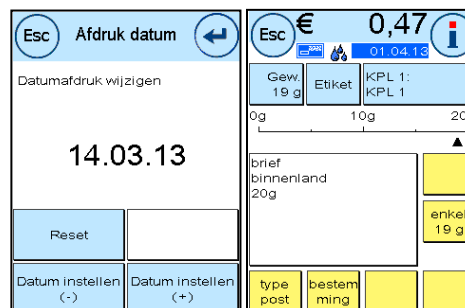 Esc Afdruk datum
Datumafdruk wijzigen
14.03.13
Reset
Datum instellen
(-)
Datum instellen
(+)
Esc € 0,47 i
01.04.13
Gew.
19 g
Etiket
KPL 1:
KPL 1
0g 10g 20
brief
binnenland
20g
enkel
19 g
type
post
bestem
ming